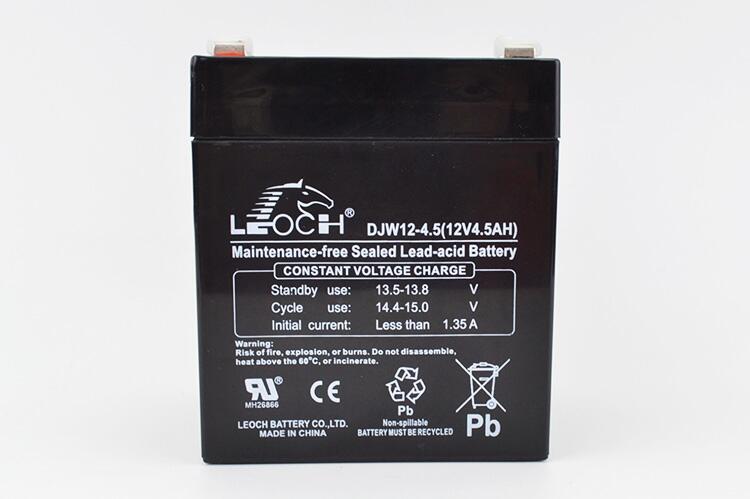 LEOCH®
DJW12-4.5(12V4.5AH)
Maintenance-free Sealed Lead-acid Battery
CONSTANT VOLTAGE CHARGE
Standby use: 13.5-13.8 V
Cycle use: 14.4-15.0 V
Initial current: Less than 1.35 A
Warning:
Risk of fire, explosion, or burns. Do not disassemble,
heat above the 60°C, or incinerate.
RU®
MH26866
CE
Pb
Non-spillable
BATTERY MUST BE RECYCLED
Pb
LEOCH BATTERY CO.,LTD.
MADE IN CHINA